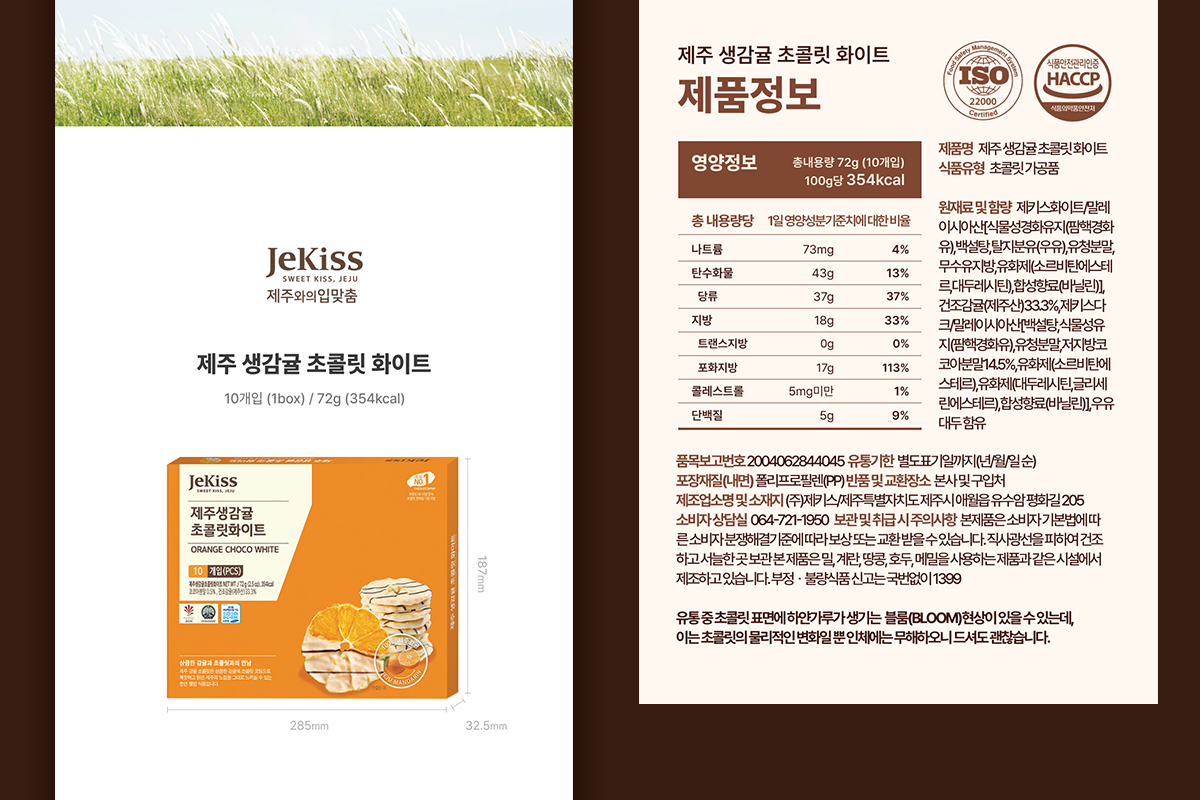 JeKiss
SWEET KISS, JEJU
제주와의입맞춤
제주 생감귤 초콜릿 화이트
10개입 (1box) / 72g (354kcal)
JeKiss
SWEET KISS, JEJU
제주생감귤
초콜릿화이트
ORANGE CHOCO WHITE
10 개입(PCS)
상큼한 감귤과 초콜릿과의 만남
NO.1
187mm
285mm
32.5mm
제주 생감귤 초콜릿 화이트
제품정보
Food Safety Management System
ISO
22000
Certified
식품안전관리인증
HACCP
식품의약품안전처
영양정보
총내용량 72g (10개입)
100g당 354kcal
총 내용량당 1일 영양성분기준치에 대한 비율
나트륨 73mg 4%
탄수화물 43g 13%
당류 37g 37%
지방 18g 33%
트랜스지방 0g 0%
포화지방 17g 113%
콜레스트롤 5mg미만 1%
단백질 5g 9%
제품명 제주 생감귤 초콜릿 화이트
식품유형 초콜릿 가공품
원재료 및 함량 제키스화이트/말레
이시아산[식물성경화유지(팜핵경화
유),백설탕,탈지분유(우유),유청분말,
무수유지방,유화제(소르비탄에스테
르,대두레시틴),합성향료(바닐린)],
건조감귤(제주산)33.3%,제키스다
크/말레이시아산[백설탕,식물성유
지(팜핵경화유),유청분말,저지방코
코아분말14.5%,유화제(소르비탄에
스테르),유화제(대두레시틴,글리세
린에스테르),합성향료(바닐린)],우유
대두 함유
품목보고번호 2004062844045 유통기한 별도표기일까지(년/월/일 순)
포장재질(내면) 폴리프로필렌(PP) 반품 및 교환장소 본사 및 구입처
제조업소명 및 소재지 (주)제키스/제주특별자치도 제주시 애월읍 유수암 평화길 205
소비자 상담실 064-721-1950 보관 및 취급 시 주의사항 본제품은 소비자 기본법에 따
른 소비자 분쟁해결기준에 따라 보상 또는 교환 받을 수 있습니다. 직사광선을 피하여 건조
하고 서늘한 곳 보관 본 제품은 밀, 계란, 땅콩, 호두, 메밀을 사용하는 제품과 같은 시설에서
제조하고 있습니다. 부정·불량식품 신고는 국번없이 1399
유통 중 초콜릿 표면에 하얀가루가 생기는 블룸(BLOOM)현상이 있을 수 있는데,
이는 초콜릿의 물리적인 변화일 뿐 인체에는 무해하오니 드셔도 괜찮습니다.